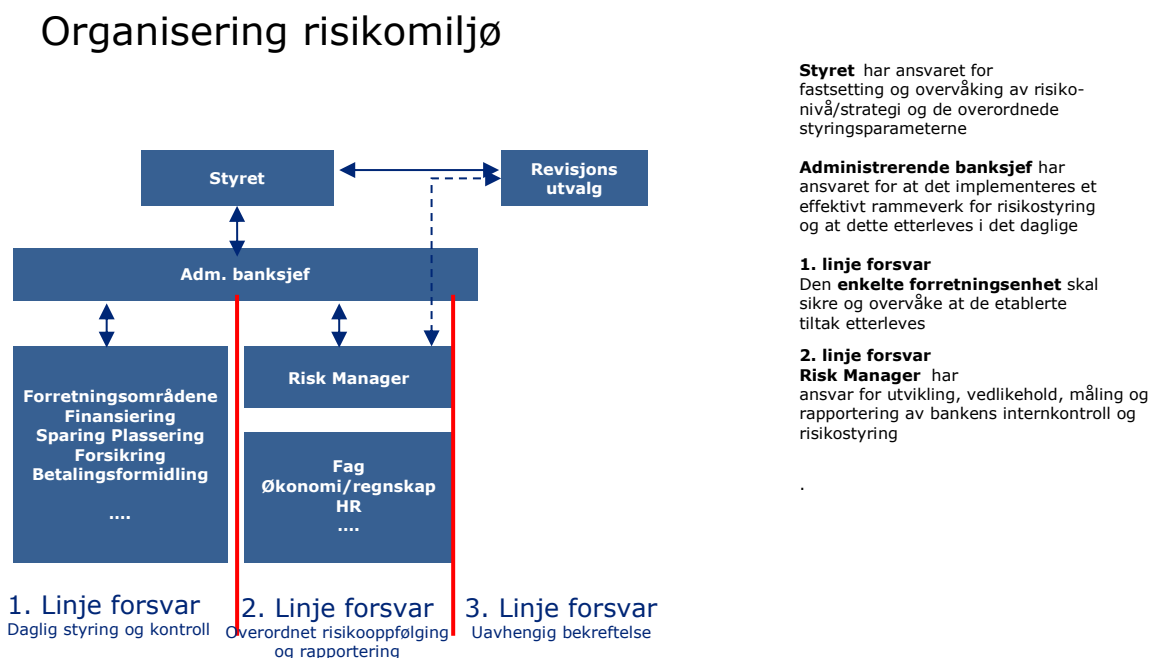 Organisering risikomiljø
Styret
Revisjons
utvalg
Adm. banksjef
Forretningsområdene
Finansiering
Sparing Plassering
Forsikring
Betalingsformidling
....
Risk Manager
Fag
Økonomi/regnskap
HR
....
1. Linje forsvar
Daglig styring og kontroll
2. Linje forsvar
Overordnet risikooppfølging
og rapportering
3. Linje forsvar
Uavhengig bekreftelse
Styret har ansvaret for
fastsetting og overvåking av risiko-
nivå/strategi og de overordnede
styringsparameterne
Administrerende banksjef har
ansvaret for at det implementeres et
effektivt rammeverk for risikostyring
og at dette etterleves i det daglige
1. linje forsvar
Den enkelte forretningsenhet skal
sikre og overvåke at de etablerte
tiltak etterleves
2. linje forsvar
Risk Manager har
ansvar for utvikling, vedlikehold, måling og
rapportering av bankens internkontroll og
risikostyring
.